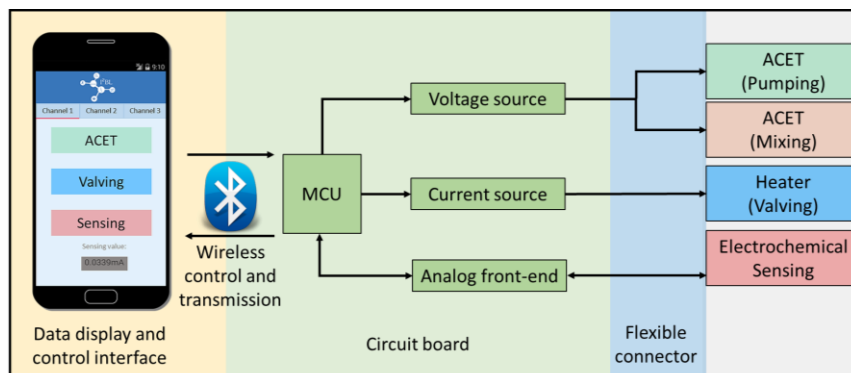 9:10
I²BL
Channel 1
Channel 2
Channel 3
ACET
Valving
Sensing
Sensing value:
0.0339mA
Data display and
control interface
Wireless
control and
transmission
MCU
Voltage source
Current source
Analog front-end
Circuit board
Flexible
connector
ACET
(Pumping)
ACET
(Mixing)
Heater
(Valving)
Electrochemical
Sensing